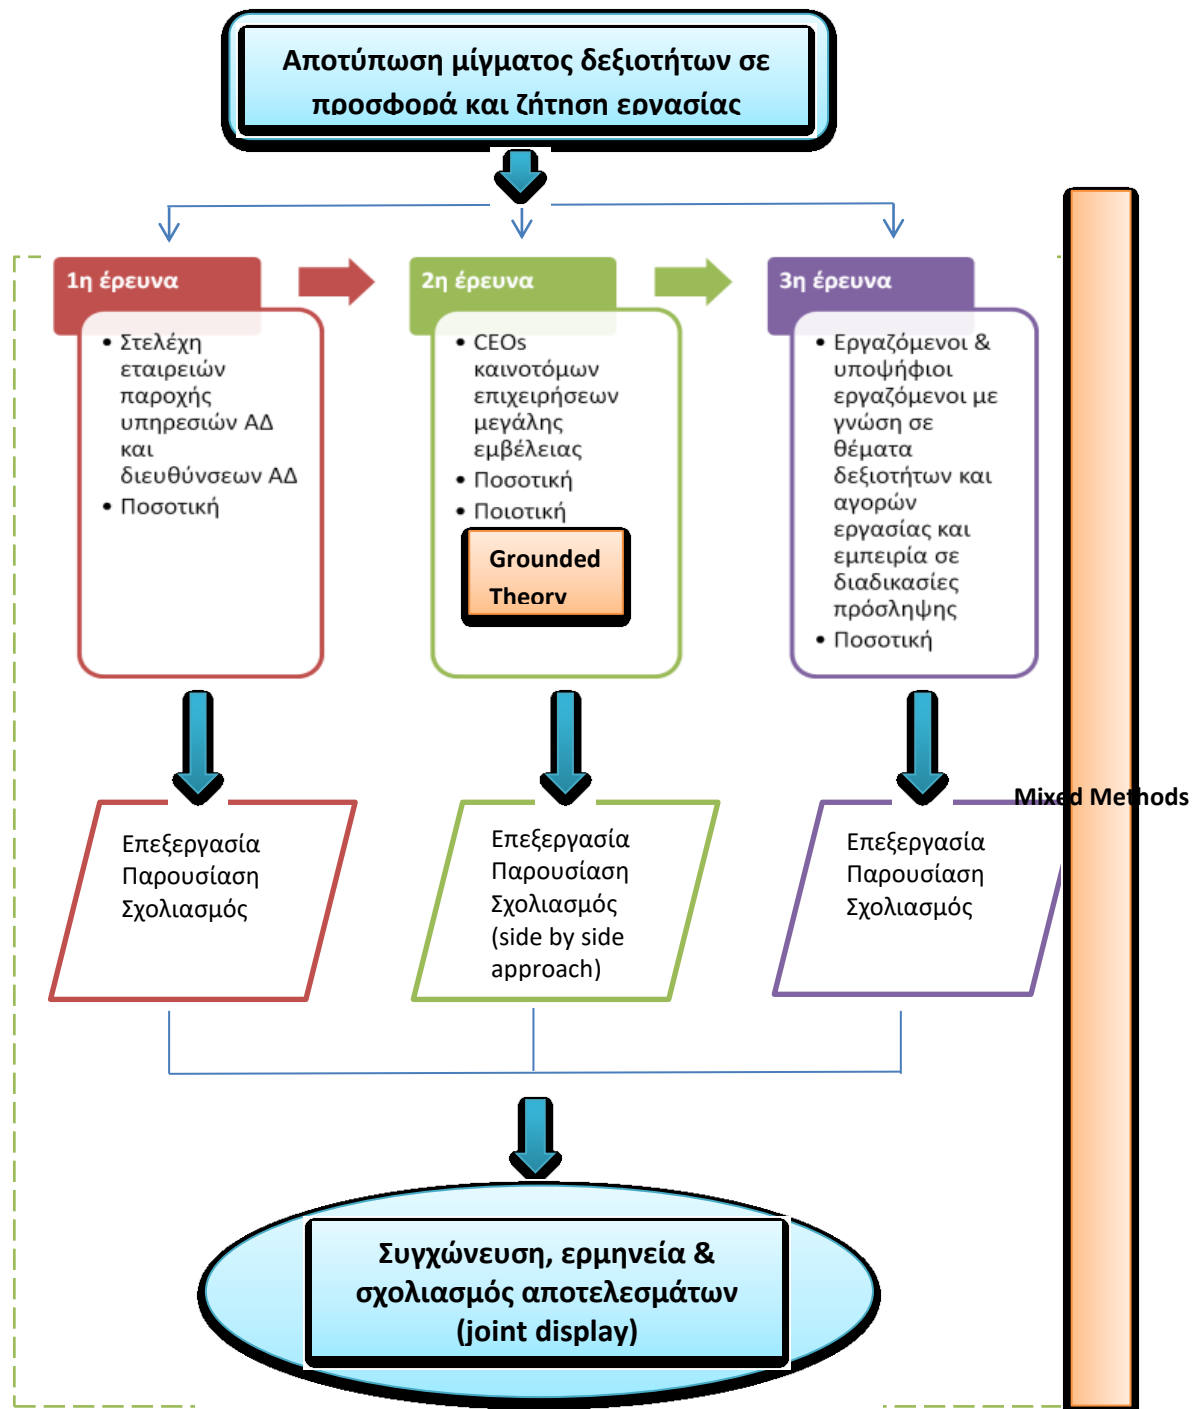 Αποτύπωση μίγματος δεξιοτήτων σε
προσφορά και ζήτηση εργασίας
1η έρευνα
• Στελέχη
εταιρειών
παροχής
υπηρεσιών ΑΔ
και
διευθύνσεων ΑΔ
• Ποσοτική
2η έρευνα
• CEOs
καινοτόμων
επιχειρήσεων
μεγάλης
εμβέλειας
• Ποσοτική
• Ποιοτική
Grounded
Theory
3η έρευνα
• Εργαζόμενοι &
υποψήφιοι
εργαζόμενοι με
γνώση σε
θέματα
δεξιοτήτων και
αγορών
εργασίας και
εμπειρία σε
διαδικασίες
πρόσληψης
• Ποσοτική
Mixed Methods
Επεξεργασία
Παρουσίαση
Σχολιασμός
Επεξεργασία
Παρουσίαση
Σχολιασμός
(side by side
approach)
Επεξεργασία
Παρουσίαση
Σχολιασμός
Συγχώνευση, ερμηνεία &
σχολιασμός αποτελεσμάτων
(joint display)